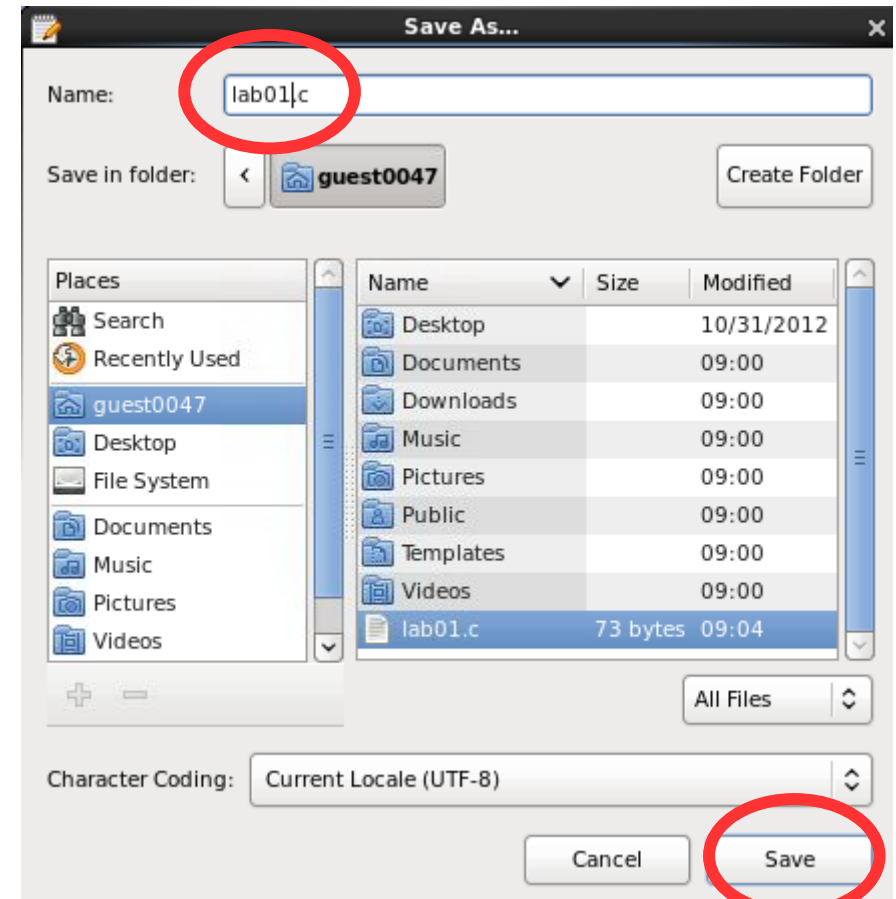 Save As...
Name: lab01.c
Save in folder: guest0047 Create Folder
Places
Search
Recently Used
guest0047
Desktop
File System
Documents
Music
Pictures
Videos
Name Size Modified
Desktop 10/31/2012
Documents 09:00
Downloads 09:00
Music 09:00
Pictures 09:00
Public 09:00
Templates 09:00
Videos 09:00
lab01.c 73 bytes 09:04
All Files
Character Coding: Current Locale (UTF-8)
Cancel Save